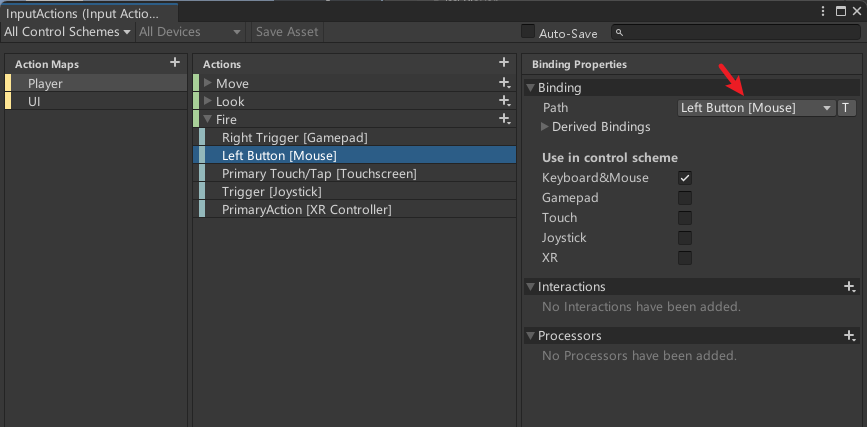 InputActions (Input Actio...
All Control Schemes All Devices Save Asset Auto-Save
Action Maps
Player
UI
Actions
Move
Look
Fire
Right Trigger [Gamepad]
Left Button [Mouse]
Primary Touch/Tap [Touchscreen]
Trigger [Joystick]
PrimaryAction [XR Controller]
Binding Properties
Binding
Path Left Button [Mouse] T
Derived Bindings
Use in control scheme
Keyboard&Mouse
Gamepad
Touch
Joystick
XR
Interactions
No Interactions have been added.
Processors
No Processors have been added.